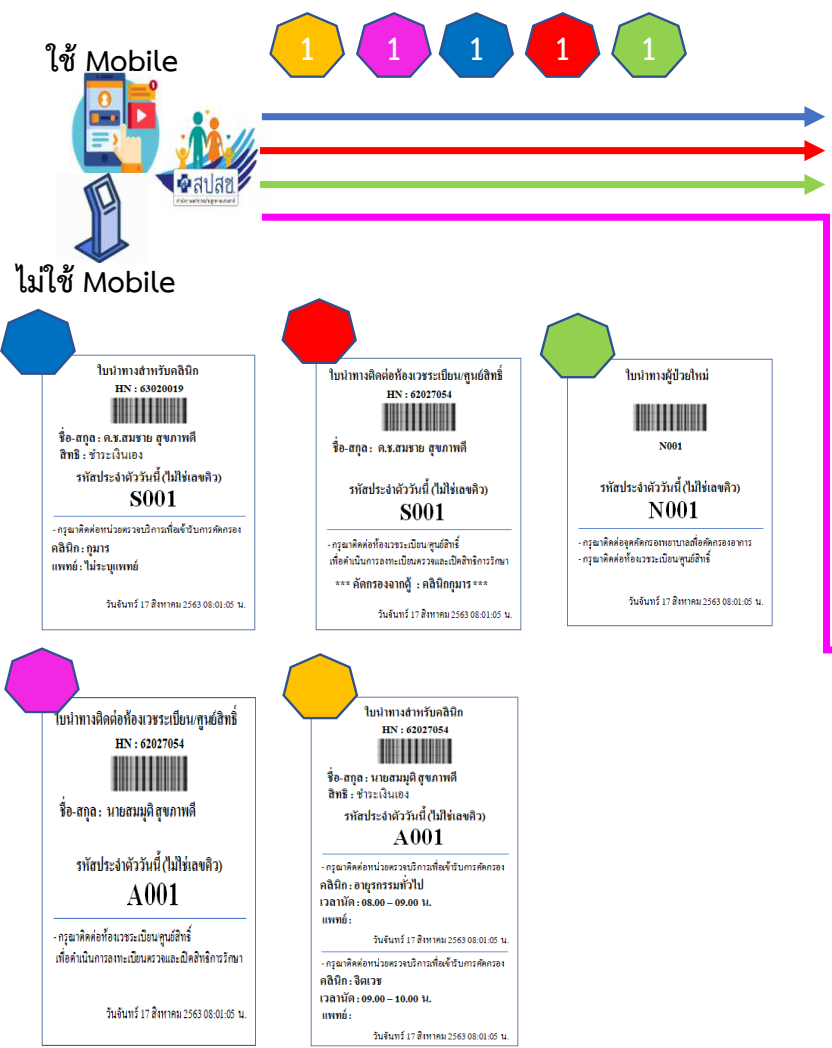 ใช้ Mobile
1 1 1 1 1
สปสช.
ไม่ใช้ Mobile
ใบนำทางสำหรับคลินิก
HN : 63020019
ชื่อ-สกุล : ด.ช.สมชาย สุขภาพดี
สิทธิ : ชำระเงินเอง
รหัสประจำตัววันนี้ (ไม่ใช่เลขคิว)
S001
- กรุณาติดต่อหน่วยตรวจบริการเพื่อเข้ารับการคัดกรอง
คลินิก : กุมาร
แพทย์ : ไม่ระบุแพทย์
วันจันทร์ 17 สิงหาคม 2563 08:01:05 น.
ใบนำทางติดต่อห้องเวชระเบียน/ศูนย์สิทธิ์
HN : 62027054
ชื่อ-สกุล : ด.ช.สมชาย สุขภาพดี
รหัสประจำตัววันนี้ (ไม่ใช่เลขคิว)
S001
- กรุณาติดต่อห้องเวชระเบียน/ศูนย์สิทธิ์
เพื่อดำเนินการลงทะเบียนตรวจและเปิดสิทธิการรักษา
*** คัดกรองจากตู้ : คลินิกกุมาร ***
วันจันทร์ 17 สิงหาคม 2563 08:01:05 น.
ใบนำทางผู้ป่วยใหม่
N001
รหัสประจำตัววันนี้ (ไม่ใช่เลขคิว)
N001
- กรุณาติดต่อจุดคัดกรองพยาบาลเพื่อคัดกรองอาการ
- กรุณาติดต่อห้องเวชระเบียน/ศูนย์สิทธิ์
วันจันทร์ 17 สิงหาคม 2563 08:01:05 น.
ใบนำทางติดต่อห้องเวชระเบียน/ศูนย์สิทธิ์
HN : 62027054
ชื่อ-สกุล : นายสมมุติ สุขภาพดี
รหัสประจำตัววันนี้ (ไม่ใช่เลขคิว)
A001
- กรุณาติดต่อห้องเวชระเบียน/ศูนย์สิทธิ์
เพื่อดำเนินการลงทะเบียนตรวจและเปิดสิทธิการรักษา
วันจันทร์ 17 สิงหาคม 2563 08:01:05 น.
ใบนำทางสำหรับคลินิก
HN : 62027054
ชื่อ-สกุล : นายสมมุติ สุขภาพดี
สิทธิ : ชำระเงินเอง
รหัสประจำตัววันนี้ (ไม่ใช่เลขคิว)
A001
- กรุณาติดต่อหน่วยตรวจบริการเพื่อเข้ารับการคัดกรอง
คลินิก : อายุรกรรมทั่วไป
เวลานัด : 08.00 – 09.00 น.
แพทย์ :
วันจันทร์ 17 สิงหาคม 2563 08:01:05 น.
- กรุณาติดต่อหน่วยตรวจบริการเพื่อเข้ารับการคัดกรอง
คลินิก : จิตเวช
เวลานัด : 09.00 – 10.00 น.
แพทย์ :
วันจันทร์ 17 สิงหาคม 2563 08:01:05 น.